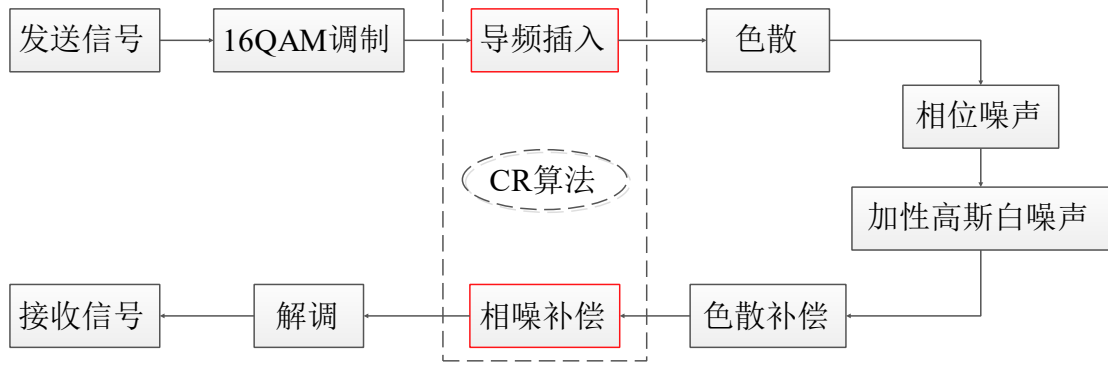 发送信号
16QAM调制
导频插入
色散
相位噪声
加性高斯白噪声
CR算法
色散补偿
相噪补偿
解调
接收信号